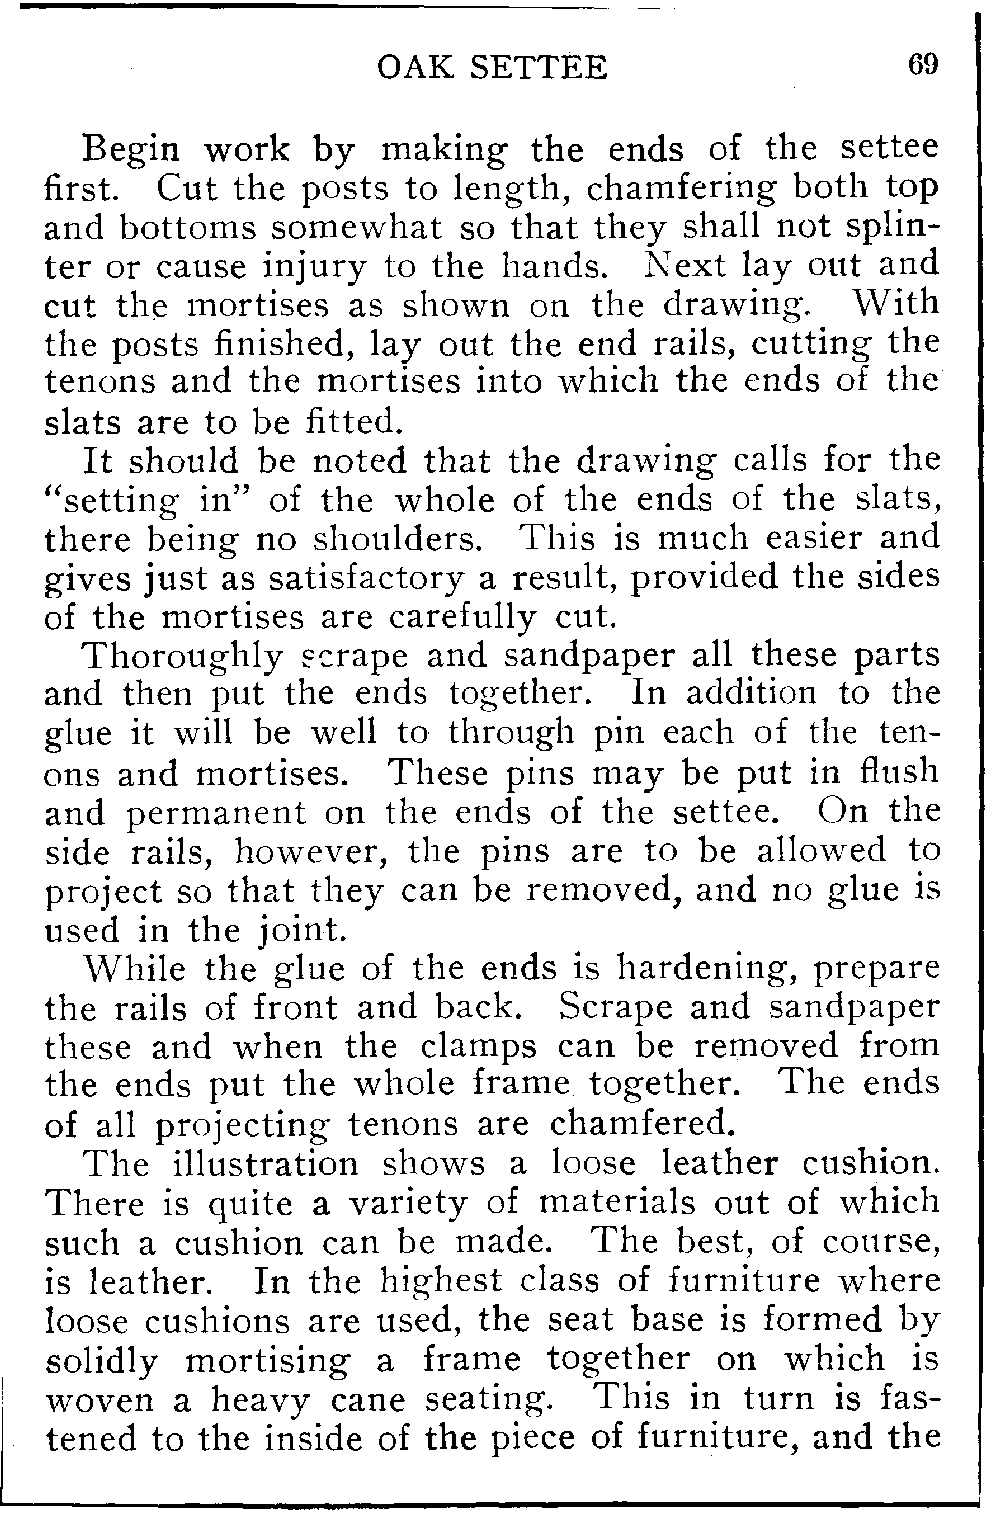 OAK SETTEE 69
Begin work by making the ends of the settee
first. Cut the posts to length, chamfering both top
and bottoms somewhat so that they shall not splin-
ter or cause injury to the hands. Next lay out and
cut the mortises as shown on the drawing. With
the posts finished, lay out the end rails, cutting the
tenons and the mortises into which the ends of the
slats are to be fitted.
It should be noted that the drawing calls for the
“setting in” of the whole of the ends of the slats,
there being no shoulders. This is much easier and
gives just as satisfactory a result, provided the sides
of the mortises are carefully cut.
Thoroughly scrape and sandpaper all these parts
and then put the ends together. In addition to the
glue it will be well to through pin each of the ten-
ons and mortises. These pins may be put in flush
and permanent on the ends of the settee. On the
side rails, however, the pins are to be allowed to
project so that they can be removed, and no glue is
used in the joint.
While the glue of the ends is hardening, prepare
the rails of front and back. Scrape and sandpaper
these and when the clamps can be removed from
the ends put the whole frame together. The ends
of all projecting tenons are chamfered.
The illustration shows a loose leather cushion.
There is quite a variety of materials out of which
such a cushion can be made. The best, of course,
is leather. In the highest class of furniture where
loose cushions are used, the seat base is formed by
solidly mortising a frame together on which is
woven a heavy cane seating. This in turn is fas-
tened to the inside of the piece of furniture, and the